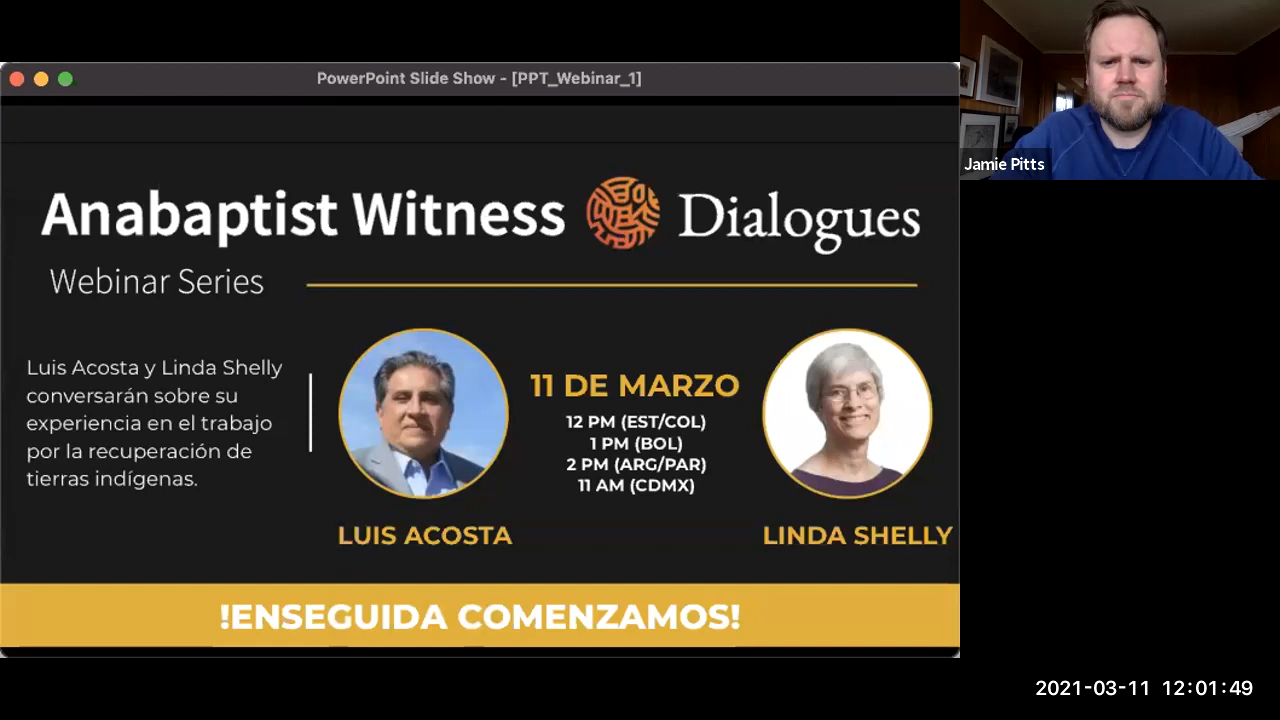 PowerPoint Slide Show - [PPT_Webinar_1]
Anabaptist Witness Dialogues
Webinar Series
Luis Acosta y Linda Shelly
conversarán sobre su
experiencia en el trabajo
por la recuperación de
tierras indígenas.
11 DE MARZO
12 PM (EST/COL)
1 PM (BOL)
2 PM (ARG/PAR)
11 AM (CDMX)
LUIS ACOSTA
LINDA SHELLY
!ENSEGUIDA COMENZAMOS!
Jamie Pitts
2021-03-11 12:01:49